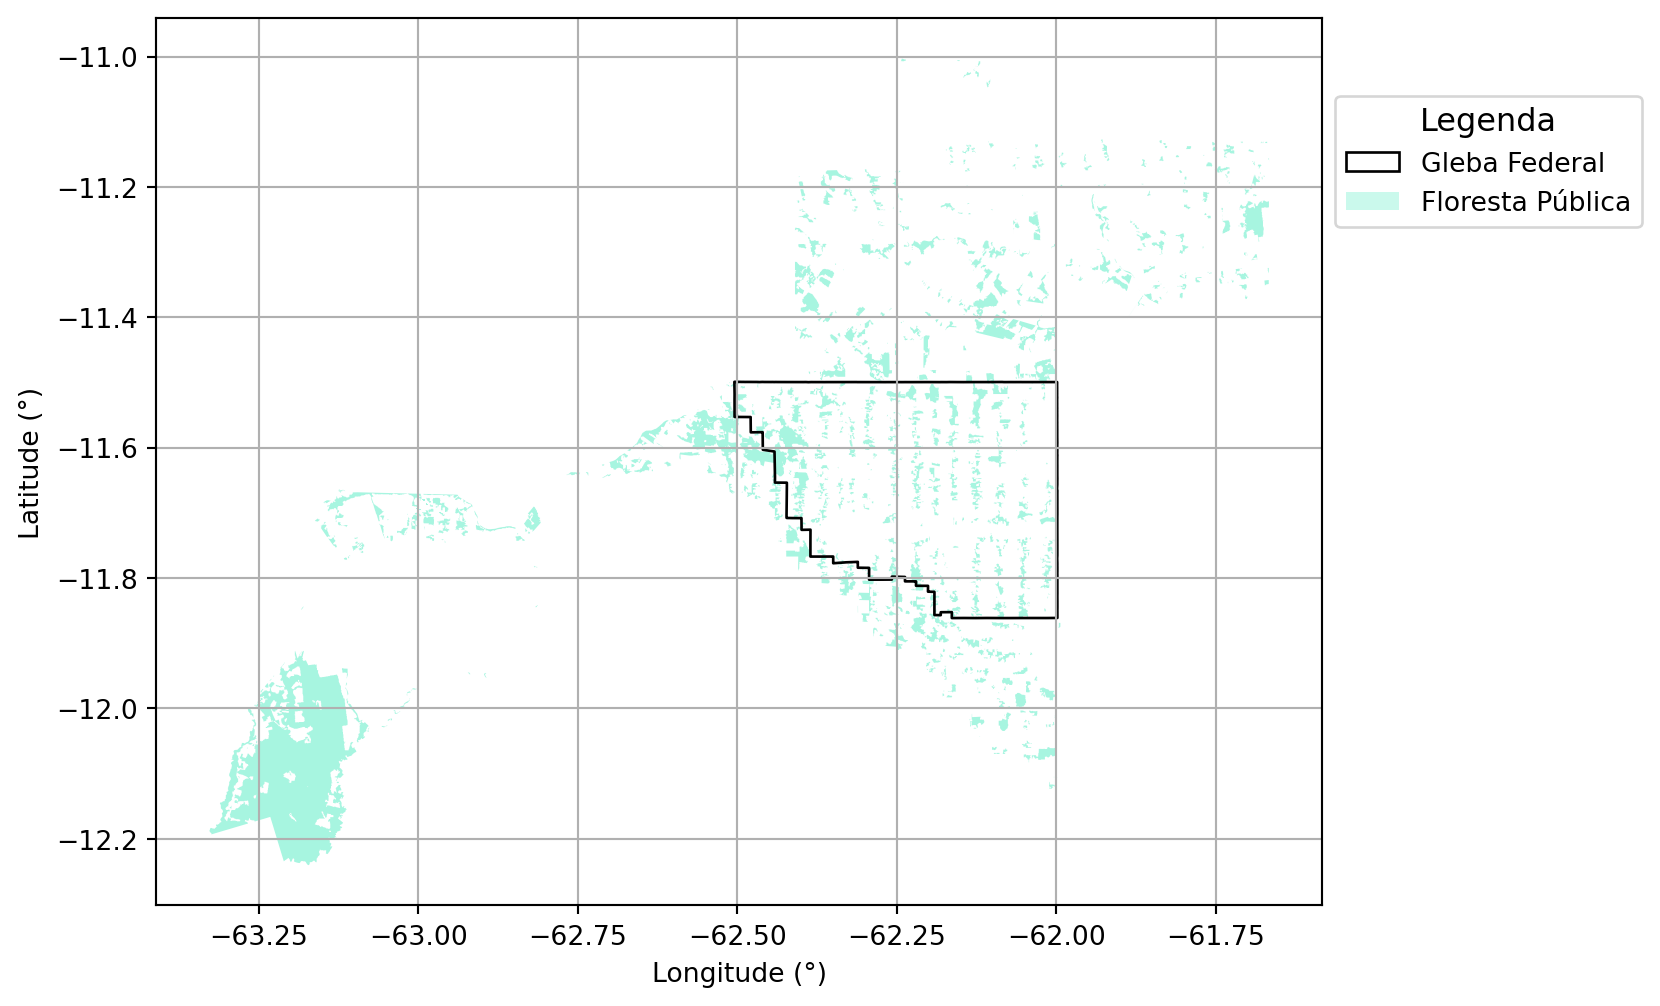 −11.0
−11.2
−11.4
−11.6
−11.8
−12.0
−12.2
Latitude (°)
−63.25 −63.00 −62.75 −62.50 −62.25 −62.00 −61.75
Longitude (°)
Legenda
Gleba Federal
Floresta Pública